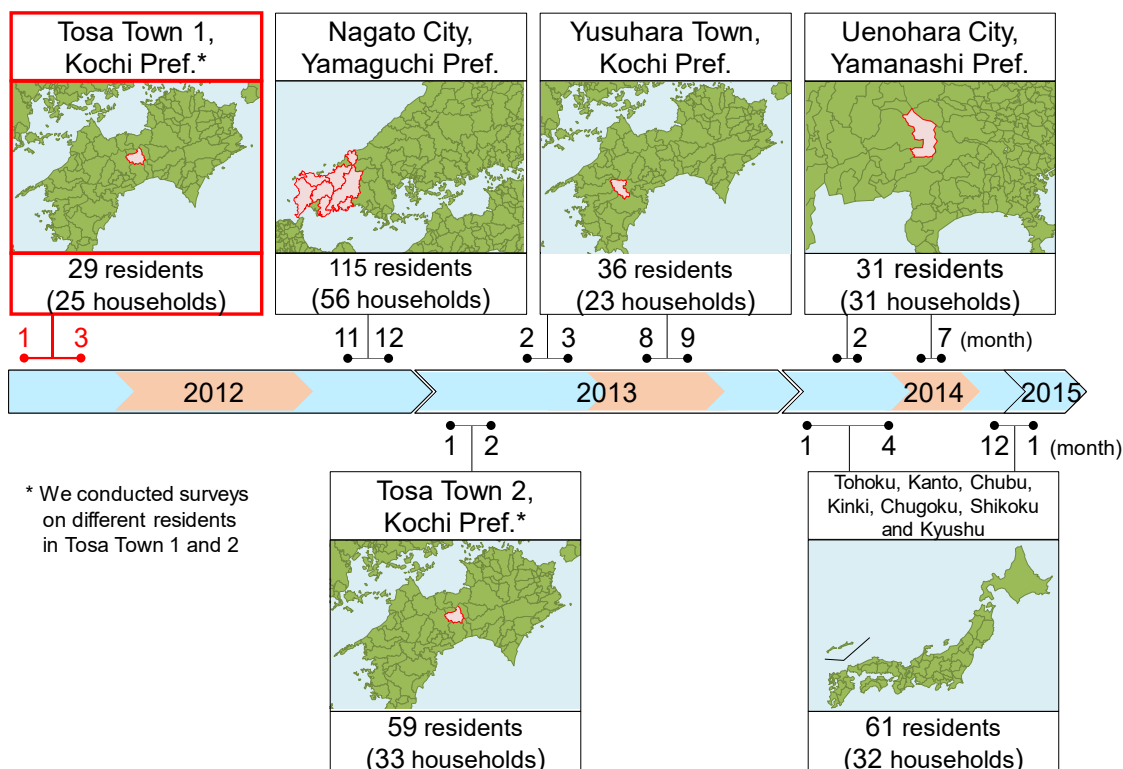 Tosa Town 1,
Kochi Pref.*
29 residents
(25 households)
Nagato City,
Yamaguchi Pref.
115 residents
(56 households)
Yusuhara Town,
Kochi Pref.
36 residents
(23 households)
Uenohara City,
Yamanashi Pref.
31 residents
(31 households)
1 3 11 12 2 3 8 9 2 7 (month)
2012 2013 2014 2015
1 2 1 4 12 1 (month)
* We conducted surveys
on different residents
in Tosa Town 1 and 2
Tosa Town 2,
Kochi Pref.*
59 residents
(33 households)
Tohoku, Kanto, Chubu,
Kinki, Chugoku, Shikoku
and Kyushu
61 residents
(32 households)